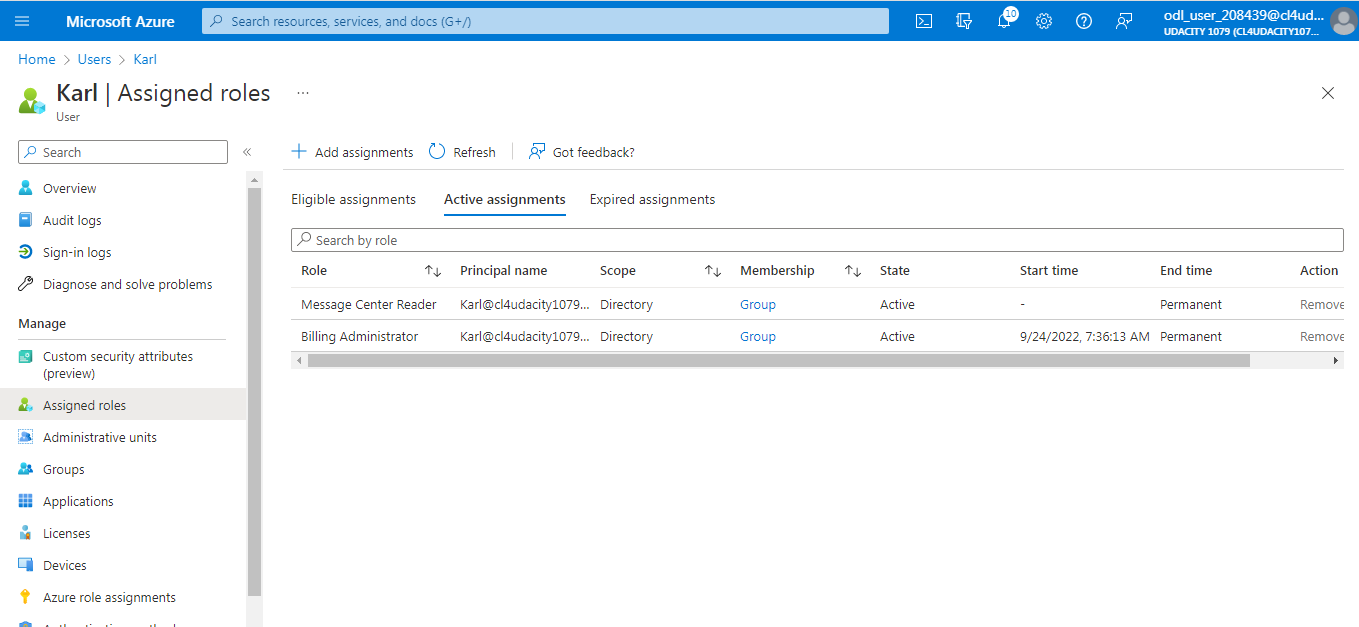 Microsoft Azure
Search resources, services, and docs (G+/)
10
odl_user_208439@cl4ud...
UDACITY 1079 (CL4UDACITY107...
Home > Users > Karl
Karl | Assigned roles ...
User
Search
«
Overview
Audit logs
Sign-in logs
Diagnose and solve problems
Manage
Custom security attributes
(preview)
Assigned roles
Administrative units
Groups
Applications
Licenses
Devices
Azure role assignments
+ Add assignments Refresh Got feedback?
Eligible assignments Active assignments Expired assignments
Search by role
Role Principal name Scope Membership State Start time End time Action
Message Center Reader Karl@cl4udacity1079... Directory Group Active - Permanent Remove
Billing Administrator Karl@cl4udacity1079... Directory Group Active 9/24/2022, 7:36:13 AM Permanent Remove